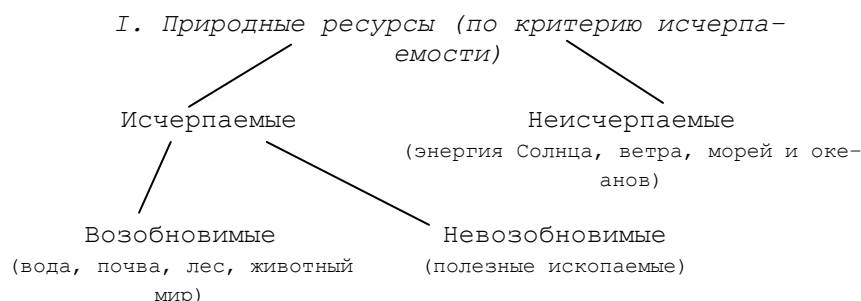 I. Природные ресурсы (по критерию исчерпа-
емости)
Исчерпаемые
Неисчерпаемые
(энергия Солнца, ветра, морей и оке-
анов)
Возобновимые
(вода, почва, лес, животный
мир)
Невозобновимые
(полезные ископаемые)